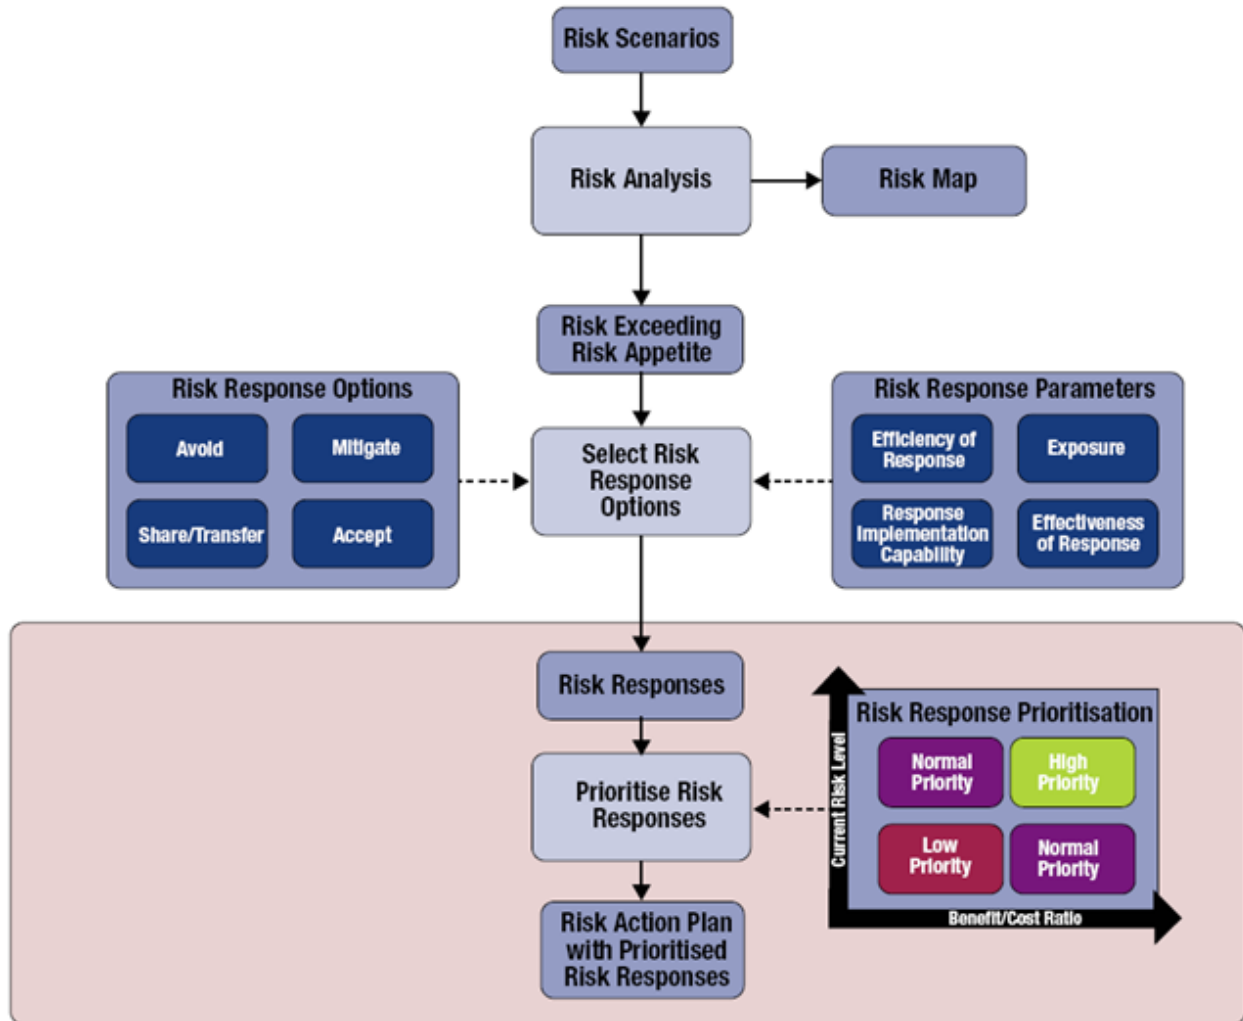 Risk Scenarios
Risk Analysis
Risk Map
Risk Exceeding
Risk Appetite
Risk Response Options
Avoid
Mitigate
Share/Transfer
Accept
Select Risk
Response
Options
Risk Response Parameters
Efficiency of
Response
Exposure
Response
Implementation
Capability
Effectiveness
of Response
Risk Responses
Prioritise Risk
Responses
Risk Action Plan
with Prioritised
Risk Responses
Risk Response Prioritisation
Current Risk Level
Normal
Priority
High
Priority
Low
Priority
Normal
Priority
Benefit/Cost Ratio